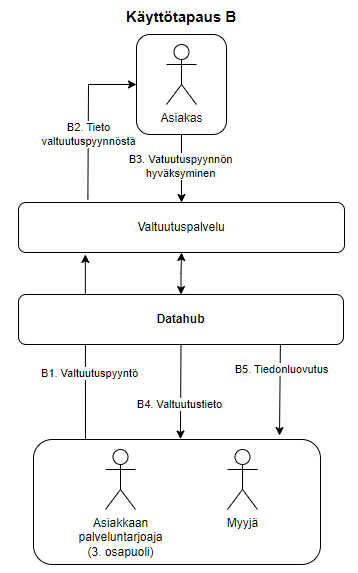 Käyttötapaus B
Asiakas
B2. Tieto
valtuutuspyynnöstä
B3. Vatuutuspyynnön
hyväksyminen
Valtuutuspalvelu
Datahub
B1. Valtuutuspyyntö
B5. Tiedonluovutus
B4. Valtuutustieto
Asiakkaan
palveluntarjoaja
(3. osapuoli)
Myyjä